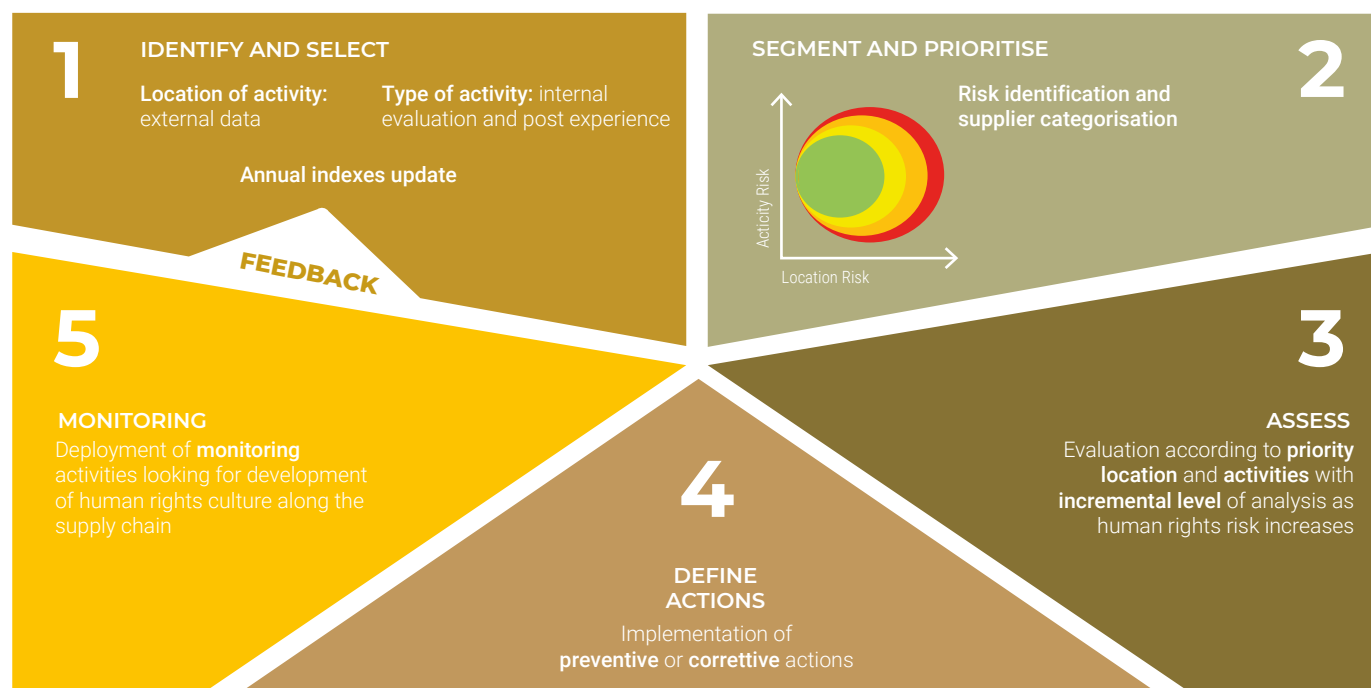 1
IDENTIFY AND SELECT
Location of activity:
external data
Type of activity: internal
evaluation and post experience
Annual indexes update
FEEDBACK
2
SEGMENT AND PRIORITISE
Risk identification and
supplier categorisation
Acticity Risk
Location Risk
3
ASSESS
Evaluation according to priority
location and activities with
incremental level of analysis as
human rights risk increases
4
DEFINE
ACTIONS
Implementation of
preventive or correttive actions
5
MONITORING
Deployment of monitoring
activities looking for development
of human rights culture along the
supply chain